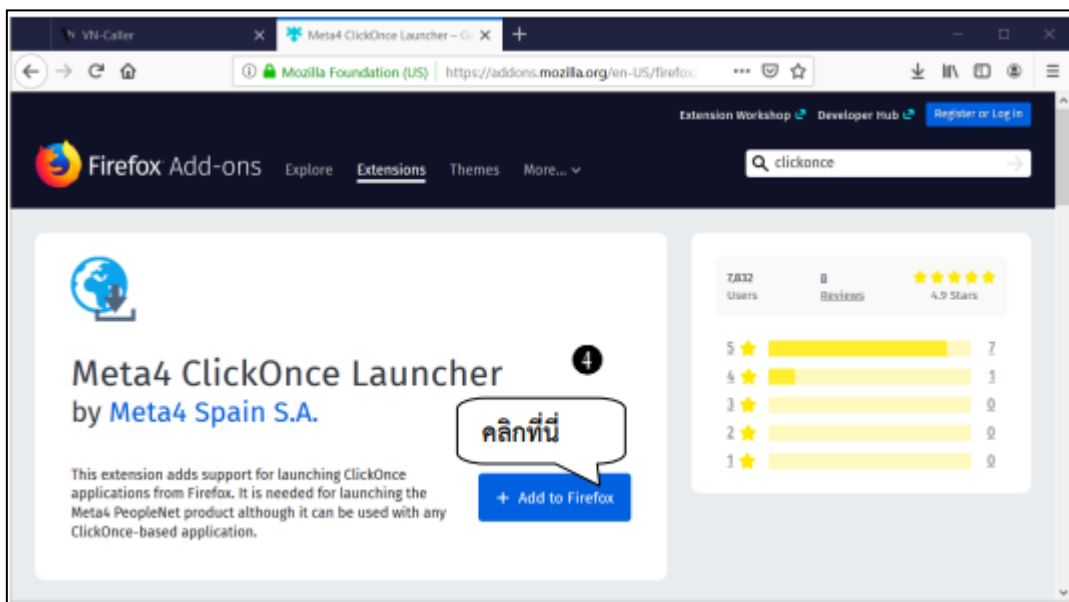 VN-Caller
Meta4 ClickOnce Launcher – G
Mozilla Foundation (US)
https://addons.mozilla.org/en-US/firefox/
Extension Workshop
Developer Hub
Register or Log in
Firefox Add-ons
Explore
Extensions
Themes
More...
clickonce
7,832
8
Users
Reviews
4.9 Stars
Meta4 ClickOnce Launcher
by Meta4 Spain S.A.
4
คลิกที่นี่
This extension adds support for launching ClickOnce
applications from Firefox. It is needed for launching the
Meta4 PeopleNet product although it can be used with any
ClickOnce-based application.
+ Add to Firefox
5 7
4 1
3 0
2 0
1 0